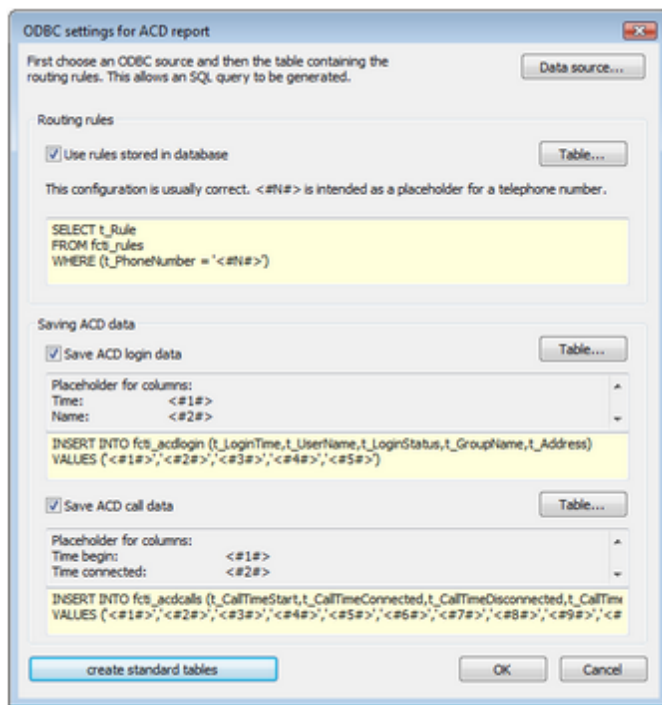 ODBC settings for ACD report
First choose an ODBC source and then the table containing the
routing rules. This allows an SQL query to be generated.
Data source...
Routing rules
Use rules stored in database
Table...
This configuration is usually correct. <#N#> is intended as a placeholder for a telephone number.
SELECT t_Rule
FROM fcti_rules
WHERE (t_PhoneNumber = '<#N#>')
Saving ACD data
Save ACD login data
Table...
Placeholder for columns:
Time: <#1#>
Name: <#2#>
INSERT INTO fcti_acdlogin (t_LoginTime,t_UserName,t_LoginStatus,t_GroupName,t_Address)
VALUES ('<#1#>','<#2#>','<#3#>','<#4#>','<#5#>')
Save ACD call data
Table...
Placeholder for columns:
Time begin: <#1#>
Time connected: <#2#>
INSERT INTO fcti_acdcalls (t_CallTimeStart,t_CallTimeConnected,t_CallTimeDisconnected,t_CallTime
VALUES ('<#1#>','<#2#>','<#3#>','<#4#>','<#5#>','<#6#>','<#7#>','<#8#>','<#9#>','<#
create standard tables
OK
Cancel